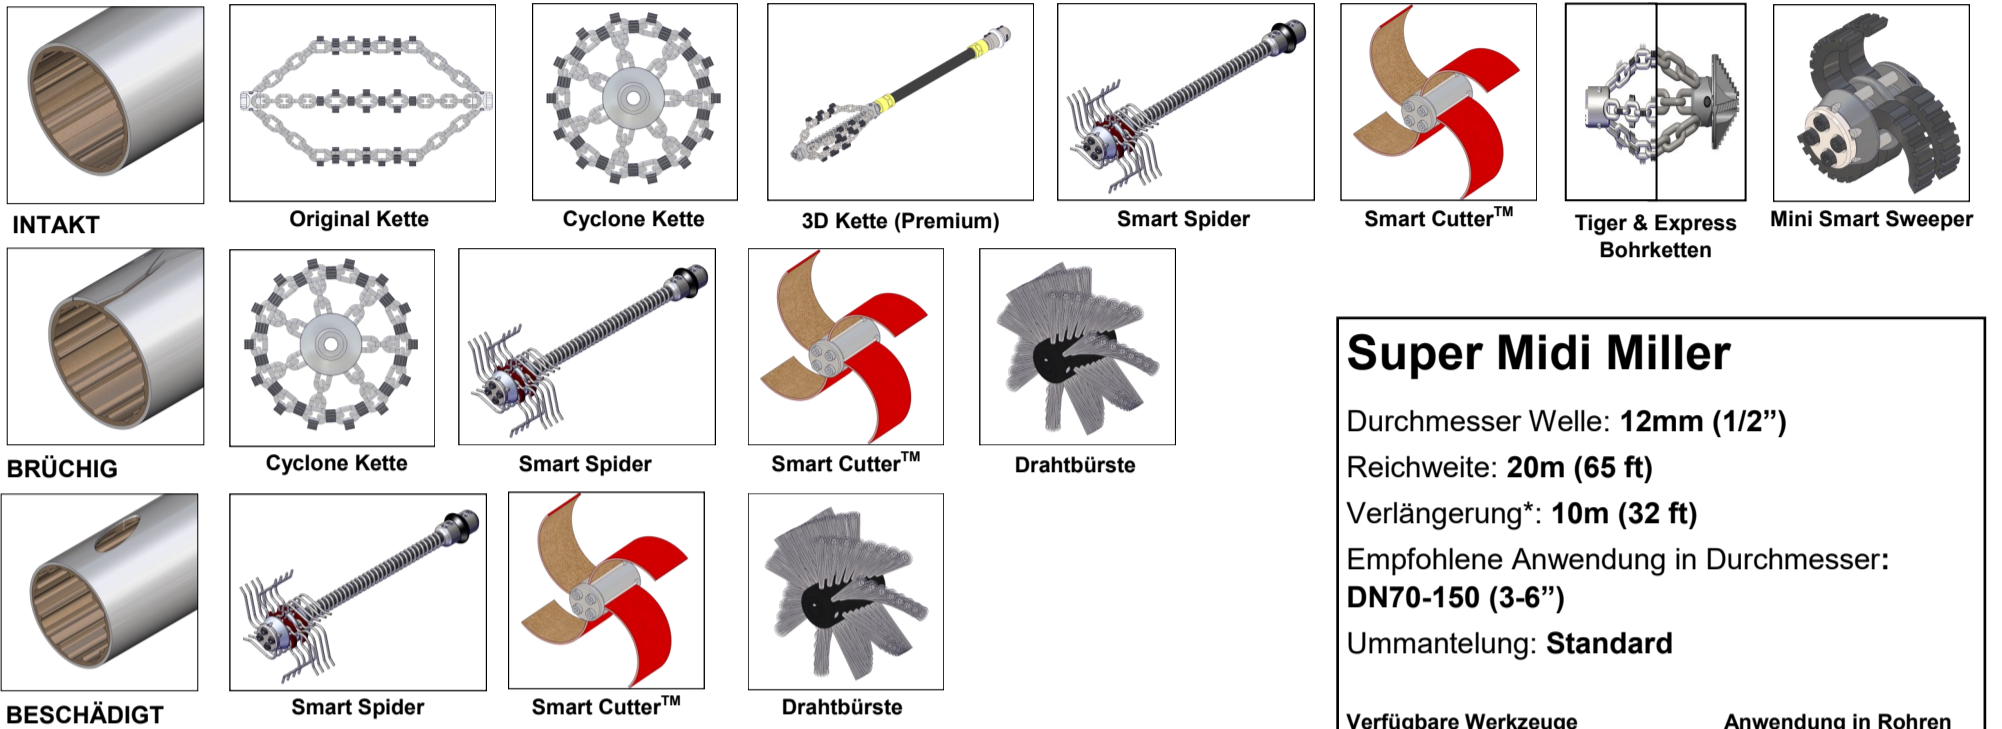 INTAKT
Original Kette
Cyclone Kette
3D Kette (Premium)
Smart Spider
Smart Cutter™
Tiger & Express
Bohrketten
Mini Smart Sweeper
BRÜCHIG
Cyclone Kette
Smart Spider
Smart Cutter™
Drahtbürste
BESCHÄDIGT
Smart Spider
Smart Cutter™
Drahtbürste
Super Midi Miller
Durchmesser Welle: 12mm (1/2”)
Reichweite: 20m (65 ft)
Verlängerung*: 10m (32 ft)
Empfohlene Anwendung in Durchmesser:
DN70-150 (3-6”)
Ummantelung: Standard
Verfügbare Werkzeuge
Anwendung in Rohren